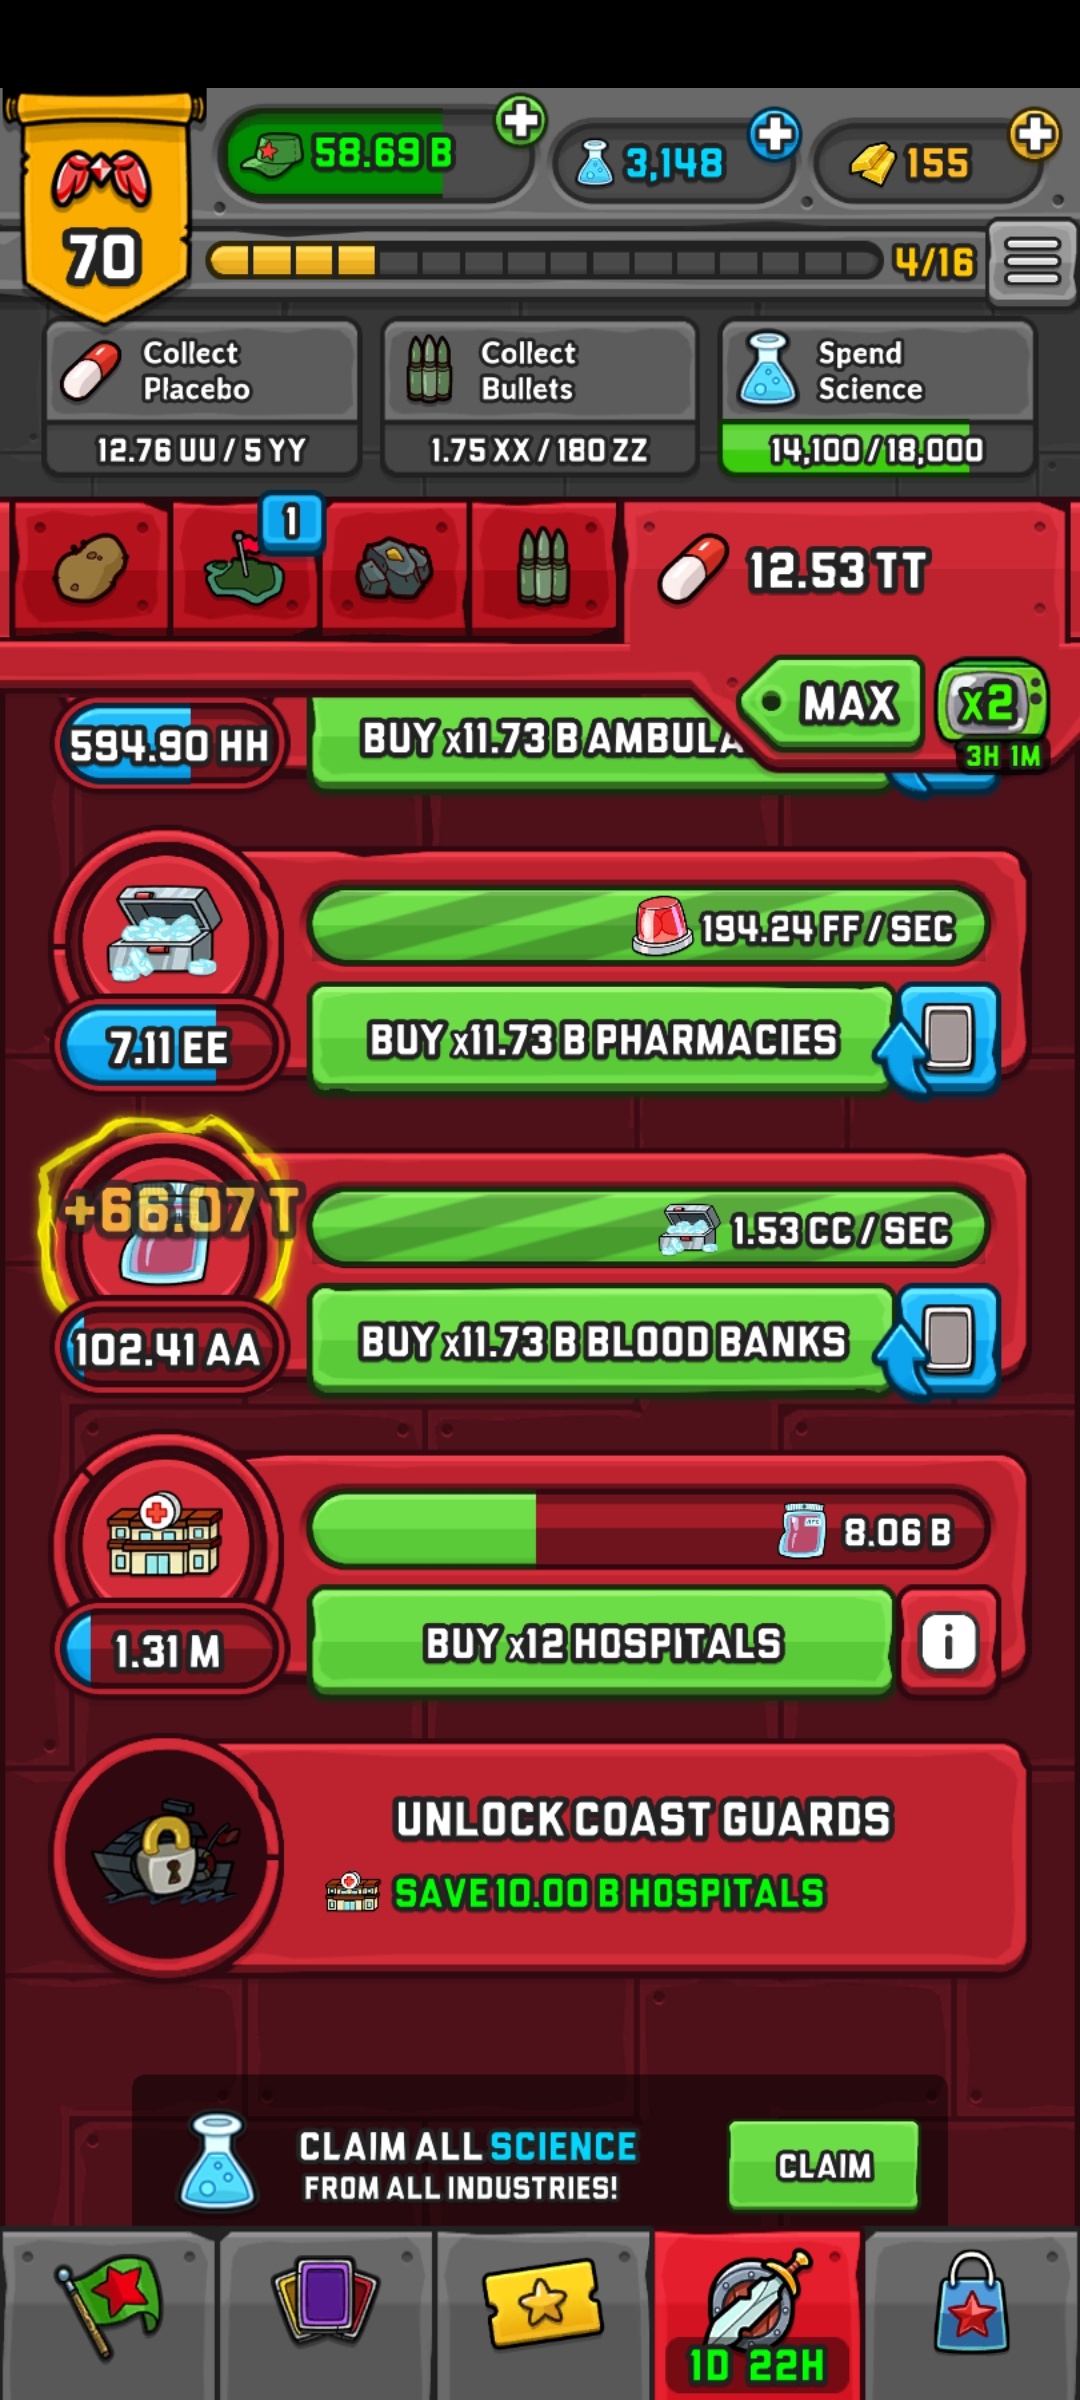 58.69 B
3,148
155
70
4/16
Collect Placebo
12.76 UU / 5 YY
Collect Bullets
1.75 XX / 180 ZZ
Spend Science
14,100 / 18,000
1
12.53 TT
MAX
x2
3H 1M
594.90 HH
BUY x11.73 B
194.24 FF / SEC
7.11 EE
BUY x11.73 B PHARMACIES
+66.07 T
1.53 CC / SEC
102.41 AA
BUY x11.73 B BLOOD BANKS
8.06 B
1.31 M
BUY x12 HOSPITALS
i
UNLOCK COAST GUARDS
SAVE 10.00 B HOSPITALS
CLAIM ALL SCIENCE
FROM ALL INDUSTRIES!
CLAIM
1D 22H